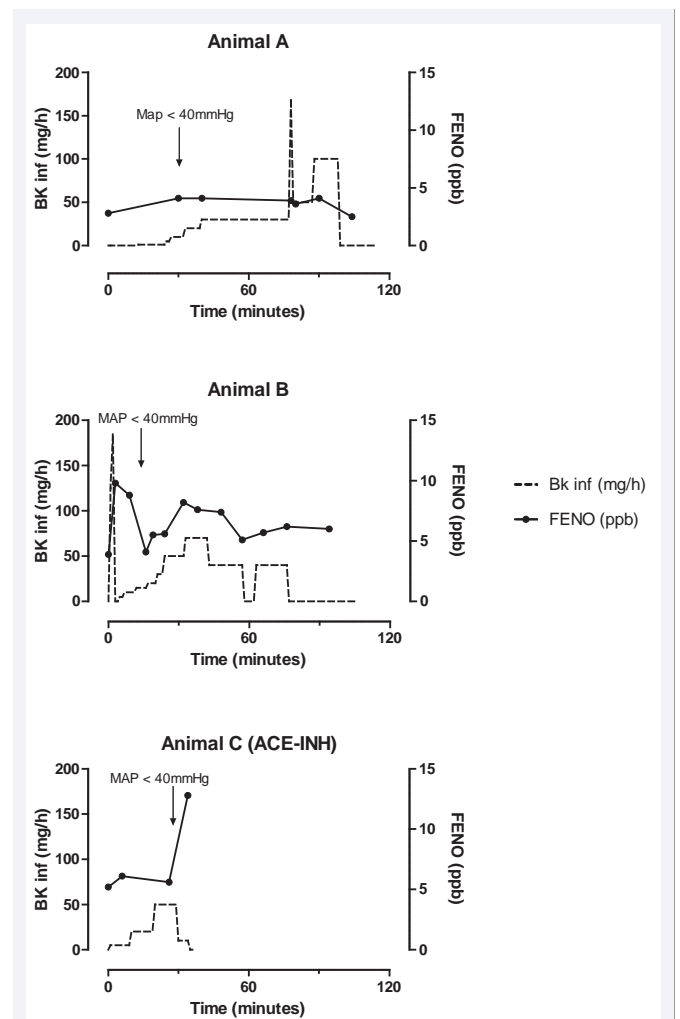 Animal A
200
15
Map < 40mmHg
150
10
100
50
5
0
0
BK inf (mg/h)
FENO (ppb)
0
60
120
Time (minutes)
Animal B
200
15
MAP < 40mmHg
150
10
100
50
5
0
0
BK inf (mg/h)
FENO (ppb)
0
60
120
Time (minutes)
Bk inf (mg/h)
FENO (ppb)
Animal C (ACE-INH)
200
15
MAP < 40mmHg
150
10
100
50
5
0
0
BK inf (mg/h)
FENO (ppb)
0
60
120
Time (minutes)